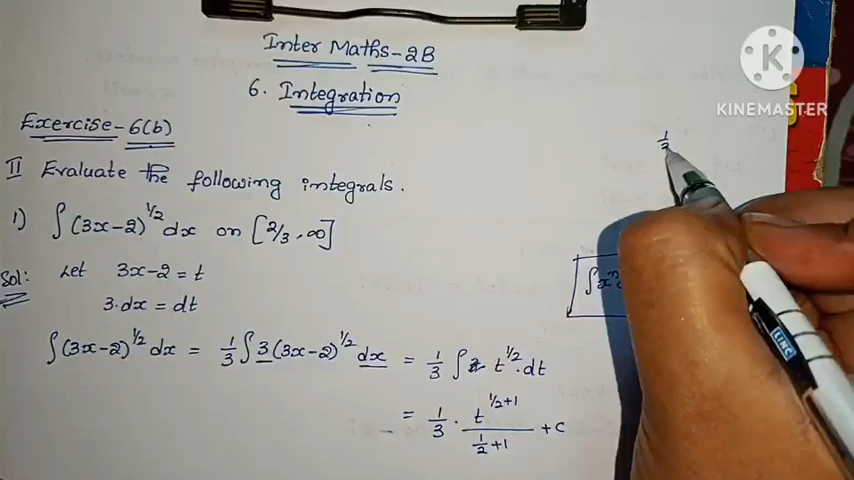 Inter Maths-2B
6. Integration
Exercise-6(b)
II Evaluate the following integrals.
1) ∫(3x-2)^1/2 dx on [2/3, ∞]
Sol: Let 3x-2 = t
3.dx = dt
∫(3x-2)^1/2 dx = 1/3 ∫3(3x-2)^1/2 dx = 1/3 ∫ t^1/2 . dt
= 1/3 . t^(1/2+1) / (1/2+1) + c
∫x^n
K
KINEMASTER
LINC